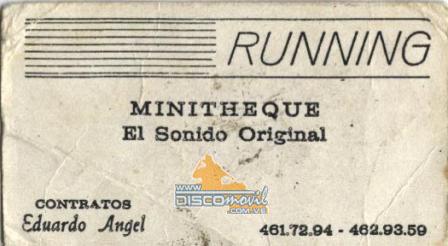 RUNNING
MINITHEQUE
El Sonido Original
www.
DISCOmovil
.COM.VE
CONTRATOS
Eduardo Angel
461.72.94 - 462.93.59